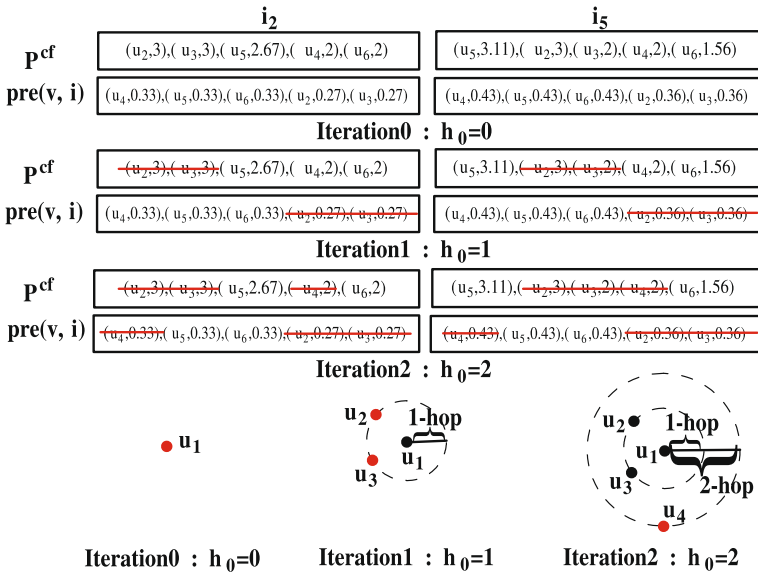 i2 i5
P^cf (u2,3),( u3,3),( u5,2.67),( u4,2),( u6,2) (u5,3.11),( u2,3),(u3,2),( u4,2),( u6,1.56)
pre(v, i) (u4,0.33),( u5,0.33),( u6,0.33),( u2,0.27),( u3,0.27) (u4,0.43),( u5,0.43),( u6,0.43),( u2,0.36),( u3,0.36)
Iteration0 : h0=0
P^cf (u2,3),( u3,3),( u5,2.67),( u4,2),( u6,2) (u5,3.11),( u2,3),(u3,2),( u4,2),( u6,1.56)
pre(v, i) (u4,0.33),( u5,0.33),( u6,0.33),( u2,0.27),( u3,0.27) (u4,0.43),( u5,0.43),( u6,0.43),( u2,0.36),( u3,0.36)
Iteration1 : h0=1
P^cf (u2,3),( u3,3),( u5,2.67),( u4,2),( u6,2) (u5,3.11),( u2,3),( u3,2),( u4,2),( u6,1.56)
pre(v, i) (u4,0.33),( u5,0.33),( u6,0.33),( u2,0.27),( u3,0.27) (u4,0.43),( u5,0.43),( u6,0.43),( u2,0.36),( u3,0.36)
Iteration2 : h0=2
u1
u2
1-hop
u1
u3
u2
1-hop
u1
u3
2-hop
u4
Iteration0 : h0=0 Iteration1 : h0=1 Iteration2 : h0=2